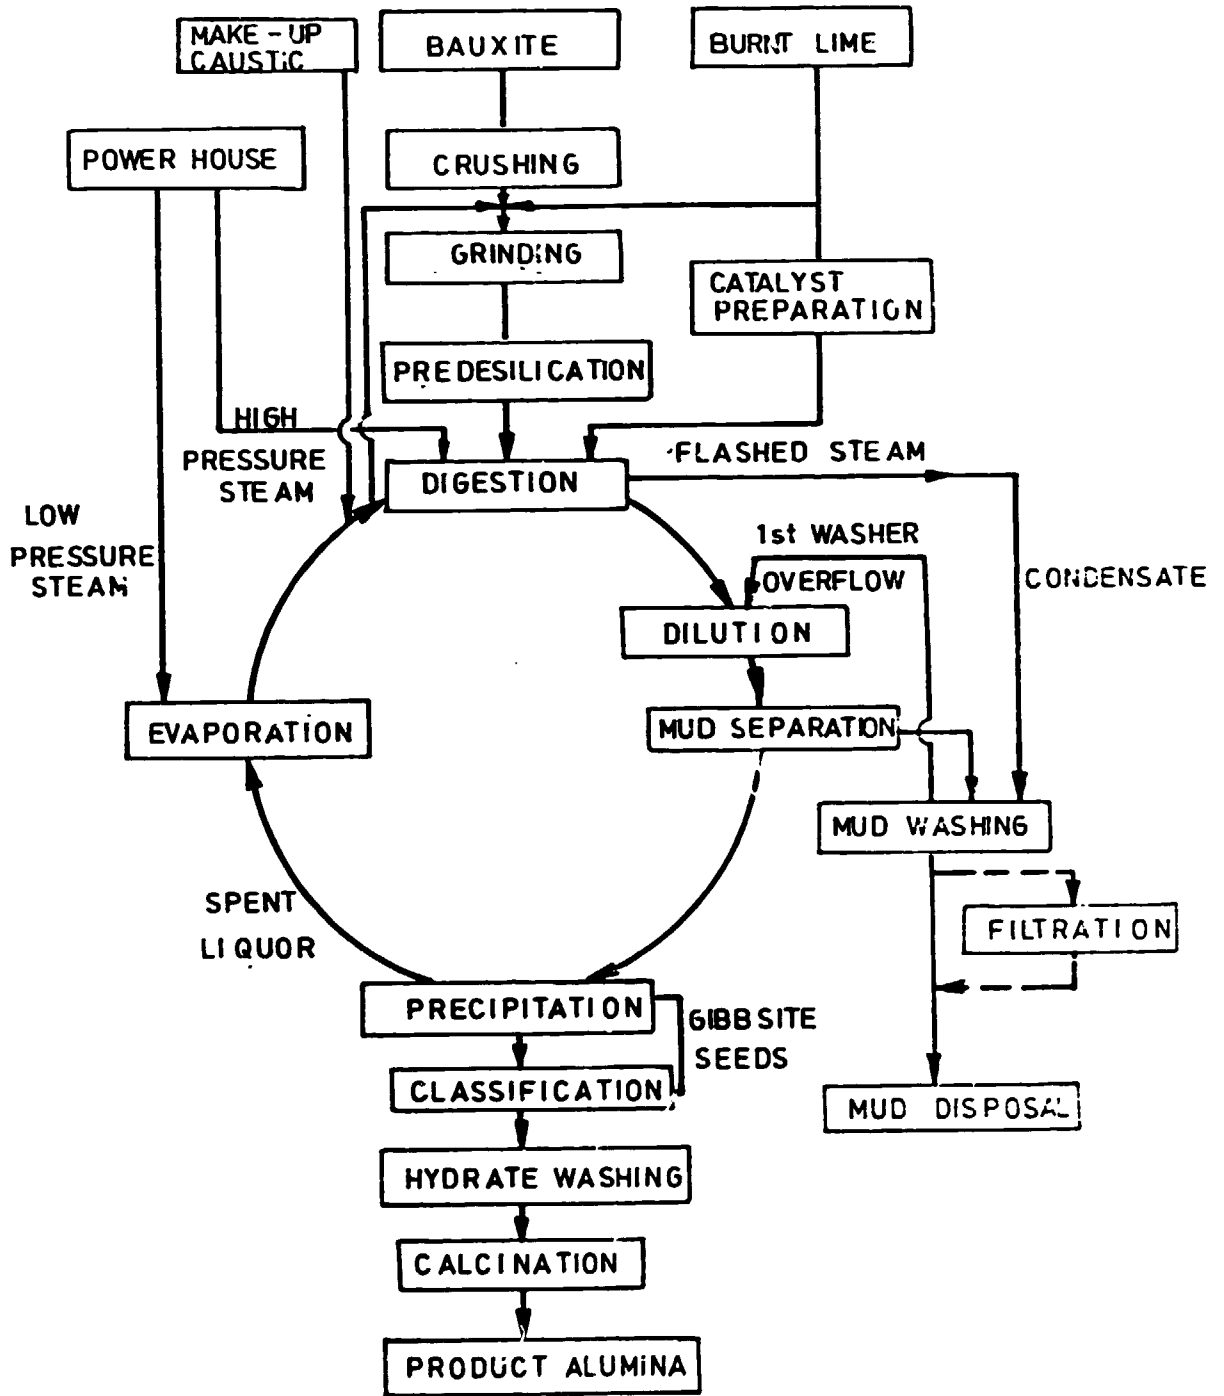 MAKE-UP
CAUSTIC
BAUXITE
BURNT LIME
POWER HOUSE
CRUSHING
GRINDING
CATALYST
PREPARATION
PREDESILICATION
HIGH
PRESSURE
STEAM
DIGESTION
FLASHED STEAM
LOW
PRESSURE
STEAM
1st WASHER
OVERFLOW
CONDENSATE
DILUTION
EVAPORATION
MUD SEPARATION
MUD WASHING
SPENT
LIQUOR
FILTRATION
PRECIPITATION
GIBBSITE
SEEDS
CLASSIFICATION
MUD DISPOSAL
HYDRATE WASHING
CALCINATION
PRODUCT ALUMINA